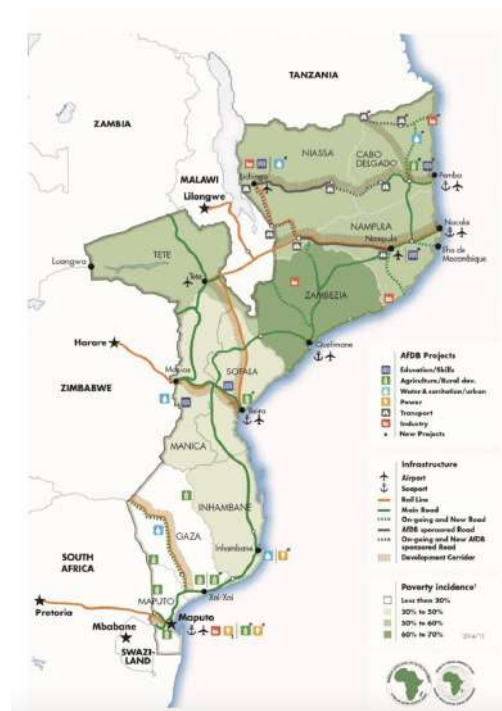 TANZANIA
ZAMBIA
NIASSA
CABO
DELGADO
Lichinga
Pemba
MALAWI
Lilongwe
NAMPULA
Nacala
Nampula
Ilha de
Mozambique
TETE
Luangwa
Tete
ZAMBEZIA
Quelimane
Harare
SOFALA
ZIMBABWE
Beira
MANICA
INHAMBANE
GAZA
Inhambane
SOUTH
AFRICA
MAPUTO
Xai-Xai
Pretoria
Mbabane
Maputo
SWAZI-
LAND
AfDB Projects
Education/Skills
Agriculture/Rural dev.
Water & sanitation/urban
Power
Transport
Industry
New Projects
Infrastructure
Airport
Seaport
Rail Line
Main Road
On-going and New Road
AfDB sponsored Road
On-going and New AfDB
sponsored Road
Development Corridor
Poverty incidence¹
Less than 30%
30% to 50%
50% to 60%
60% to 70%